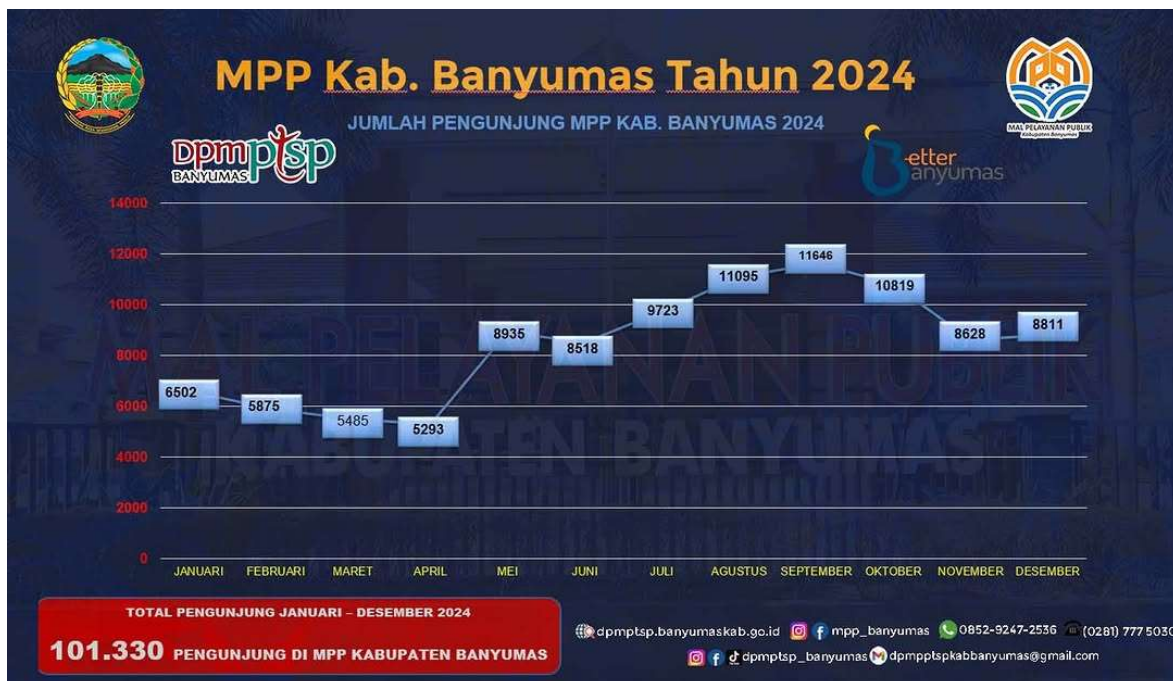 MPP Kab. Banyumas Tahun 2024
JUMLAH PENGUNJUNG MPP KAB. BANYUMAS 2024
MAL PELAYANAN PUBLIK
Kabupaten Banyumas
DPMPTSP
BANYUMAS
Better
Banyumas
14000
12000
10000
8000
6000
4000
2000
0
6502
5875
5485
5293
8935
8518
9723
11095
11646
10819
8628
8811
MAL PELAYANAN PUBLIK
KABUPATEN BANYUMAS
JANUARI FEBRUARI MARET APRIL MEI JUNI JULI AGUSTUS SEPTEMBER OKTOBER NOVEMBER DESEMBER
TOTAL PENGUNJUNG JANUARI – DESEMBER 2024
101.330 PENGUNJUNG DI MPP KABUPATEN BANYUMAS
dpmptsp.banyumaskab.go.id mpp_banyumas 0852-9247-2536 (0281) 777 5030
dpmptsp_banyumas dpmpptspkabbanyumas@gmail.com